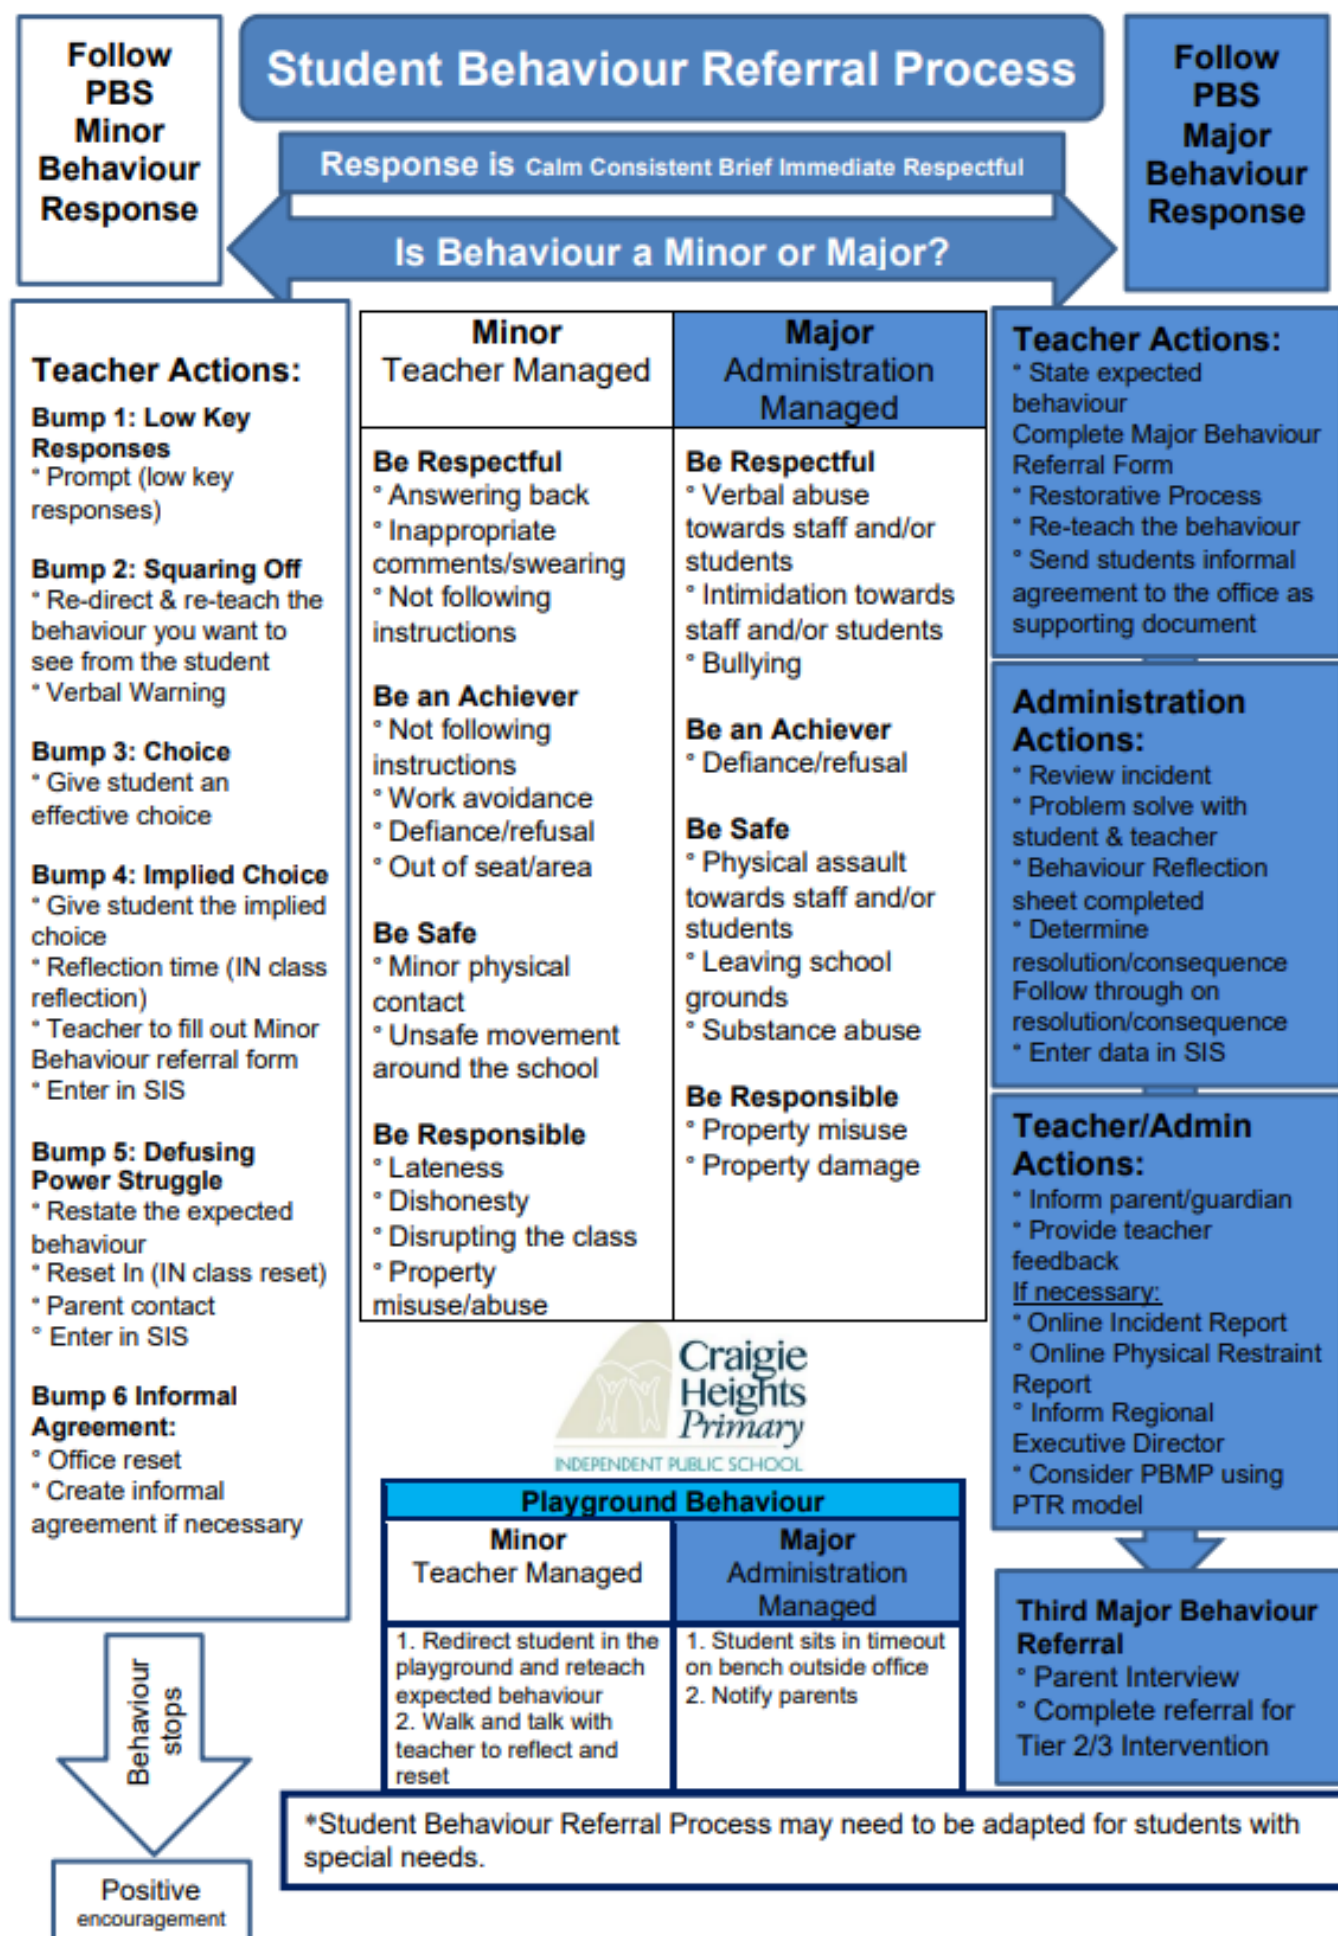 Follow
PBS
Minor
Behaviour
Response
Student Behaviour Referral Process
Response is Calm Consistent Brief Immediate Respectful
Is Behaviour a Minor or Major?
Follow
PBS
Major
Behaviour
Response
Teacher Actions:
Bump 1: Low Key
Responses
° Prompt (low key
responses)
Bump 2: Squaring Off
° Re-direct & re-teach the
behaviour you want to
see from the student
° Verbal Warning
Bump 3: Choice
° Give student an
effective choice
Bump 4: Implied Choice
° Give student the implied
choice
° Reflection time (IN class
reflection)
° Teacher to fill out Minor
Behaviour referral form
° Enter in SIS
Bump 5: Defusing
Power Struggle
° Restate the expected
behaviour
° Reset In (IN class reset)
° Parent contact
° Enter in SIS
Bump 6 Informal
Agreement:
° Office reset
° Create informal
agreement if necessary
Behaviour
stops
Positive
encouragement
Minor
Teacher Managed
Be Respectful
° Answering back
° Inappropriate
comments/swearing
° Not following
instructions
Be an Achiever
° Not following
instructions
° Work avoidance
° Defiance/refusal
° Out of seat/area
Be Safe
° Minor physical
contact
° Unsafe movement
around the school
Be Responsible
° Lateness
° Dishonesty
° Disrupting the class
° Property
misuse/abuse
Major
Administration
Managed
Be Respectful
° Verbal abuse
towards staff and/or
students
° Intimidation towards
staff and/or students
° Bullying
Be an Achiever
° Defiance/refusal
Be Safe
° Physical assault
towards staff and/or
students
° Leaving school
grounds
° Substance abuse
Be Responsible
° Property misuse
° Property damage
Craigie
Heights
Primary
INDEPENDENT PUBLIC SCHOOL
Playground Behaviour
Minor
Teacher Managed
1. Redirect student in the
playground and reteach
expected behaviour
2. Walk and talk with
teacher to reflect and
reset
Major
Administration
Managed
1. Student sits in timeout
on bench outside office
2. Notify parents
Teacher Actions:
° State expected
behaviour
Complete Major Behaviour
Referral Form
° Restorative Process
° Re-teach the behaviour
° Send students informal
agreement to the office as
supporting document
Administration
Actions:
° Review incident
° Problem solve with
student & teacher
° Behaviour Reflection
sheet completed
° Determine
resolution/consequence
Follow through on
resolution/consequence
° Enter data in SIS
Teacher/Admin
Actions:
° Inform parent/guardian
° Provide teacher
feedback
If necessary:
° Online Incident Report
° Online Physical Restraint
Report
° Inform Regional
Executive Director
° Consider PBMP using
PTR model
Third Major Behaviour
Referral
° Parent Interview
° Complete referral for
Tier 2/3 Intervention
*Student Behaviour Referral Process may need to be adapted for students with
special needs.